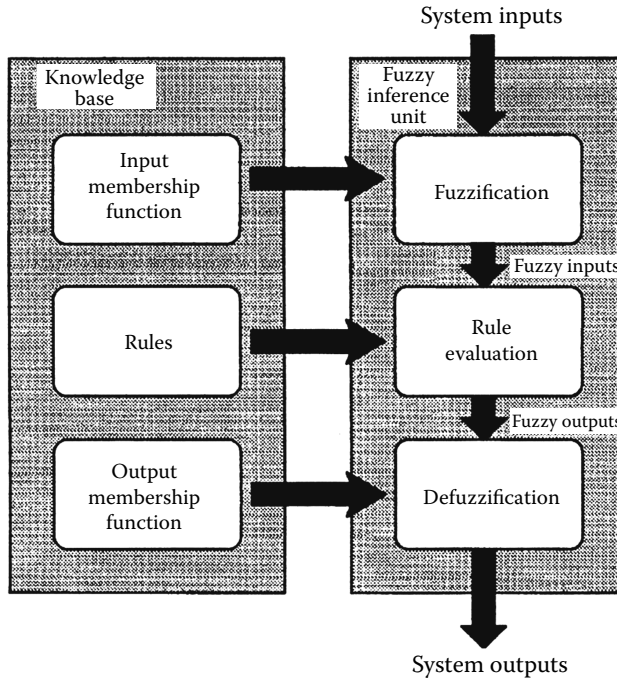 System inputs
Knowledge
base
Fuzzy
inference
unit
Input
membership
function
Fuzzification
Fuzzy inputs
Rules
Rule
evaluation
Fuzzy outputs
Output
membership
function
Defuzzification
System outputs